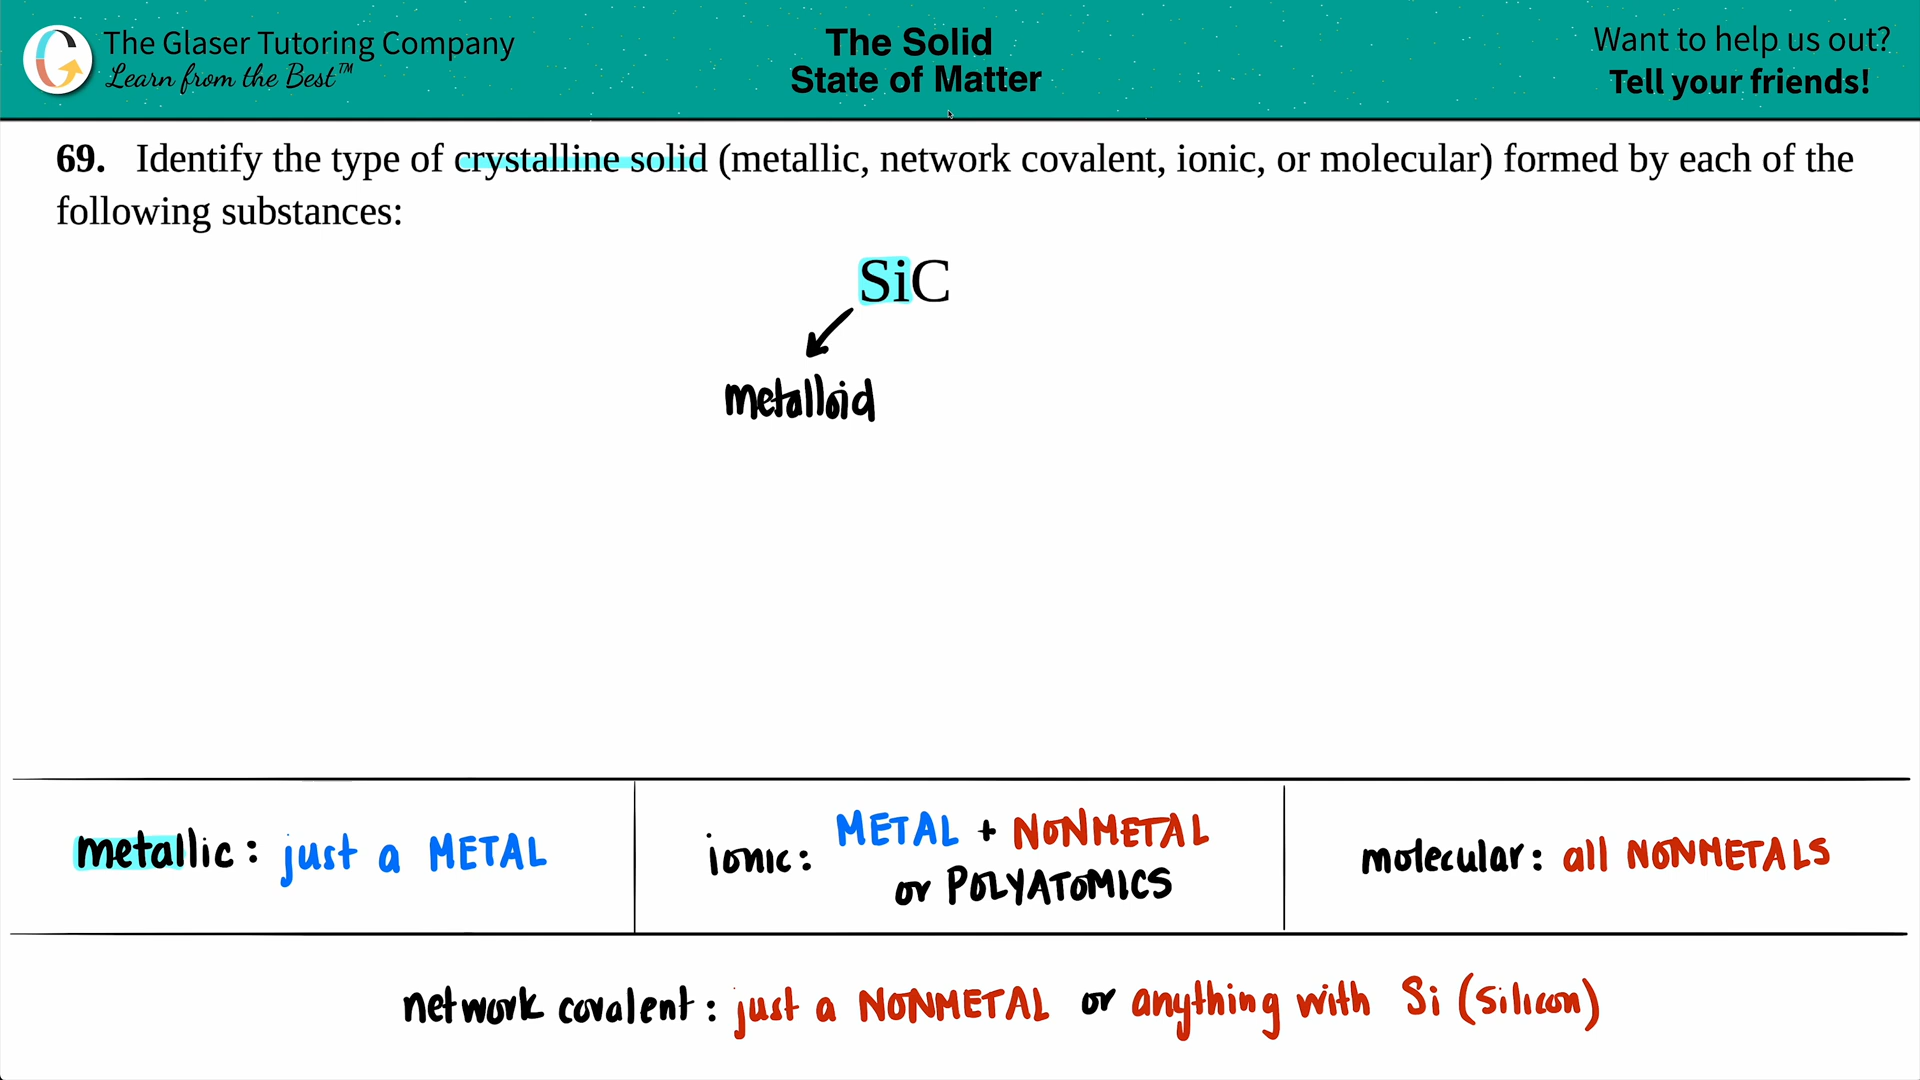 The Glaser Tutoring Company
Learn from the Best™
The Solid
State of Matter
Want to help us out?
Tell your friends!
69. Identify the type of crystalline solid (metallic, network covalent, ionic, or molecular) formed by each of the
following substances:
SiC
metalloid
metallic: just a METAL
ionic: METAL + NONMETAL
or POLYATOMICS
molecular: all NONMETALS
network covalent: just a NONMETAL or anything with Si (silicon)